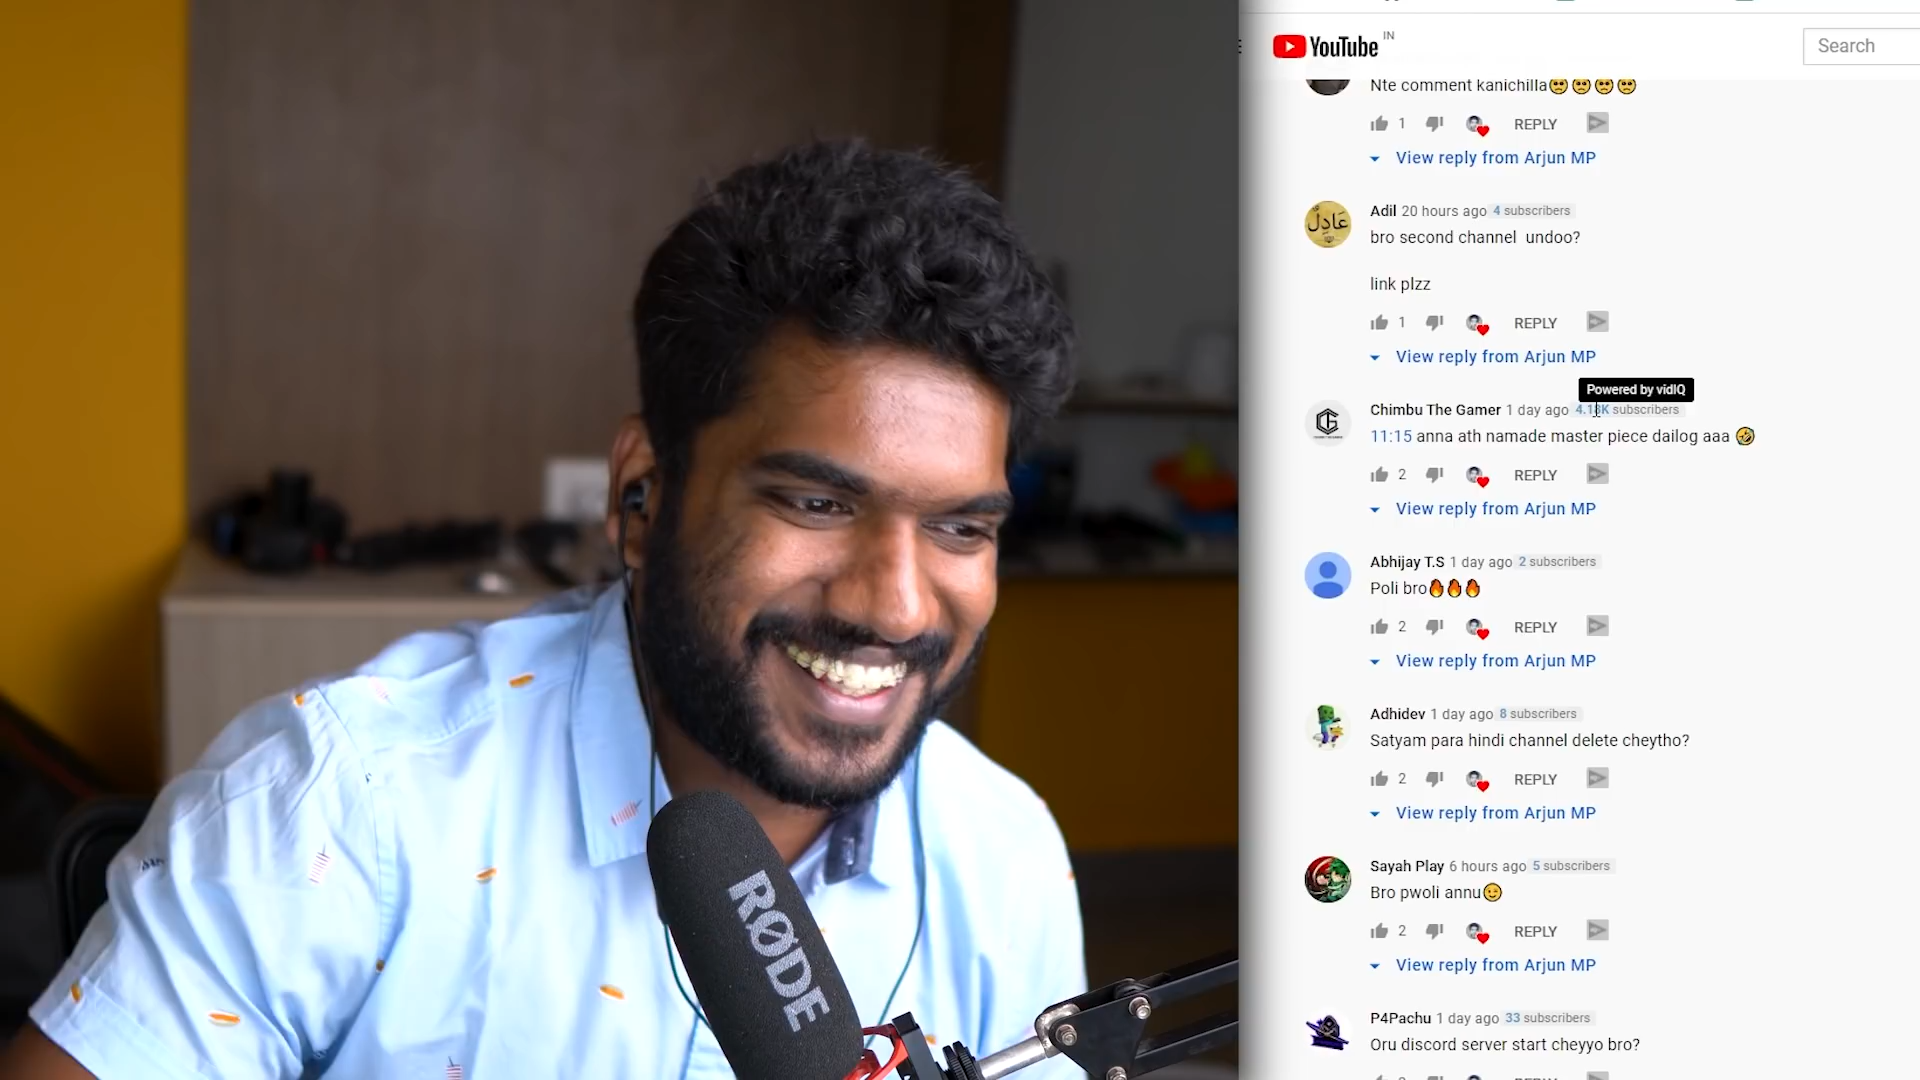 YouTube IN
Search
Nte comment kanichilla🥺🥺🥺🥺
1 REPLY
View reply from Arjun MP
عَادِلْ
Adil 20 hours ago 4 subscribers
bro second channel undoo?
link plzz
1 REPLY
View reply from Arjun MP
Powered by vidIQ
Chimbu The Gamer 1 day ago 4.18K subscribers
11:15 anna ath namade master piece dailog aaa 🤣
2 REPLY
View reply from Arjun MP
Abhijay T.S 1 day ago 2 subscribers
Poli bro🔥🔥🔥
2 REPLY
View reply from Arjun MP
Adhidev 1 day ago 8 subscribers
Satyam para hindi channel delete cheytho?
2 REPLY
View reply from Arjun MP
Sayah Play 6 hours ago 5 subscribers
Bro pwoli annu😉
2 REPLY
View reply from Arjun MP
P4Pachu 1 day ago 33 subscribers
Oru discord server start cheyyo bro?
RØDE